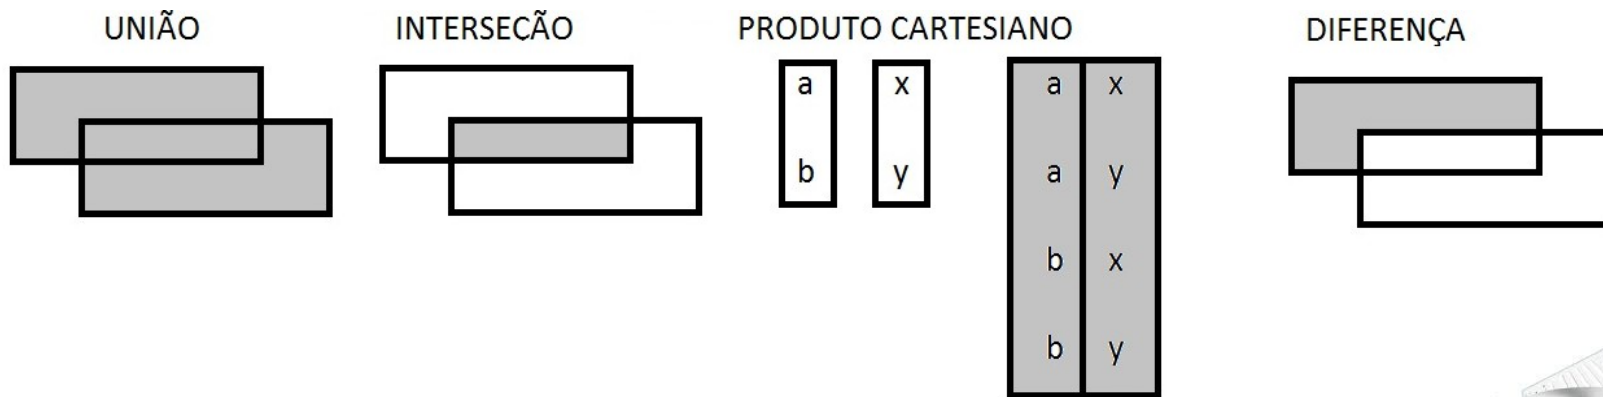 UNIÃO
INTERSEÇÃO
PRODUTO CARTESIANO
DIFERENÇA
a x a x
b y a y
b x
b y